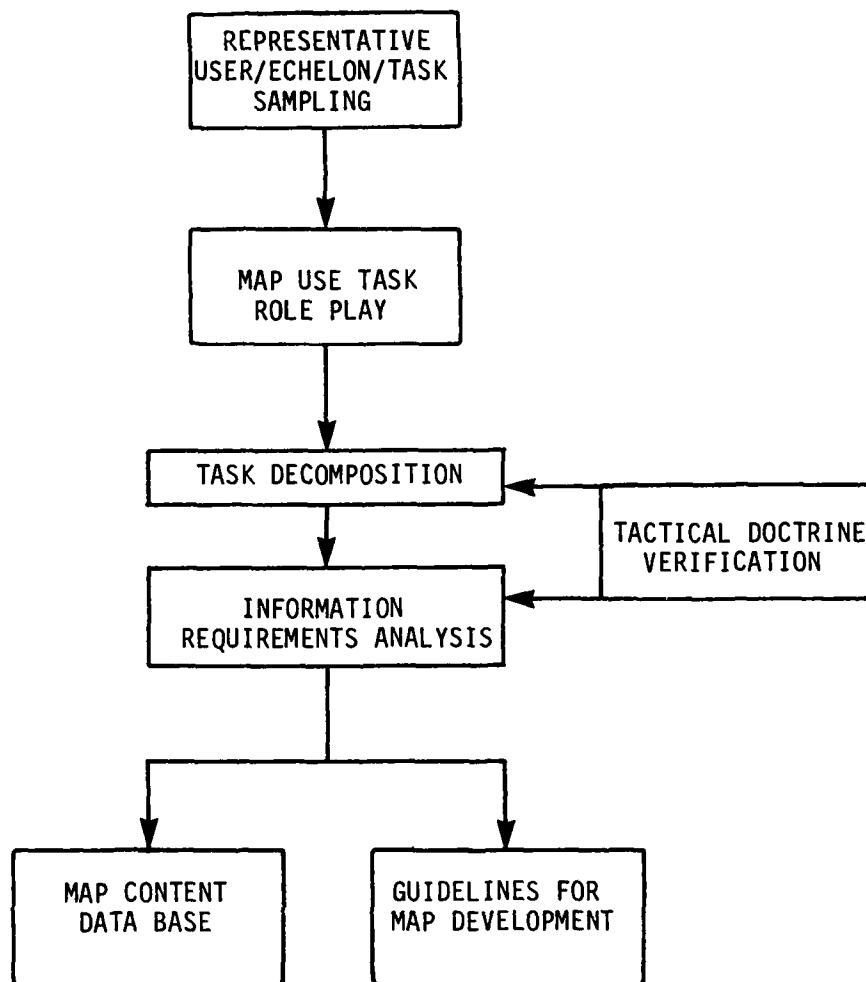 REPRESENTATIVE
USER/ECHELON/TASK
SAMPLING
MAP USE TASK
ROLE PLAY
TASK DECOMPOSITION
TACTICAL DOCTRINE
VERIFICATION
INFORMATION
REQUIREMENTS ANALYSIS
MAP CONTENT
DATA BASE
GUIDELINES FOR
MAP DEVELOPMENT